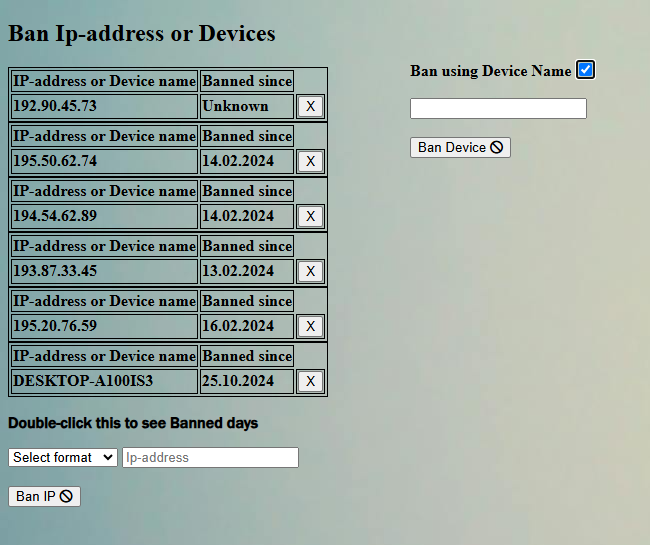 Ban Ip-address or Devices
IP-address or Device name Banned since
192.90.45.73 Unknown X
IP-address or Device name Banned since
195.50.62.74 14.02.2024 X
IP-address or Device name Banned since
194.54.62.89 14.02.2024 X
IP-address or Device name Banned since
193.87.33.45 13.02.2024 X
IP-address or Device name Banned since
195.20.76.59 16.02.2024 X
IP-address or Device name Banned since
DESKTOP-A100IS3 25.10.2024 X
Double-click this to see Banned days
Select format Ip-address
Ban IP
Ban using Device Name
Ban Device